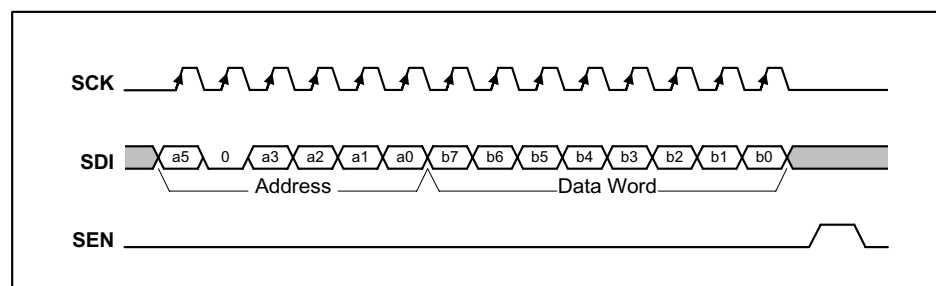 SCK
SDI a5 0 a3 a2 a1 a0 b7 b6 b5 b4 b3 b2 b1 b0
Address Data Word
SEN